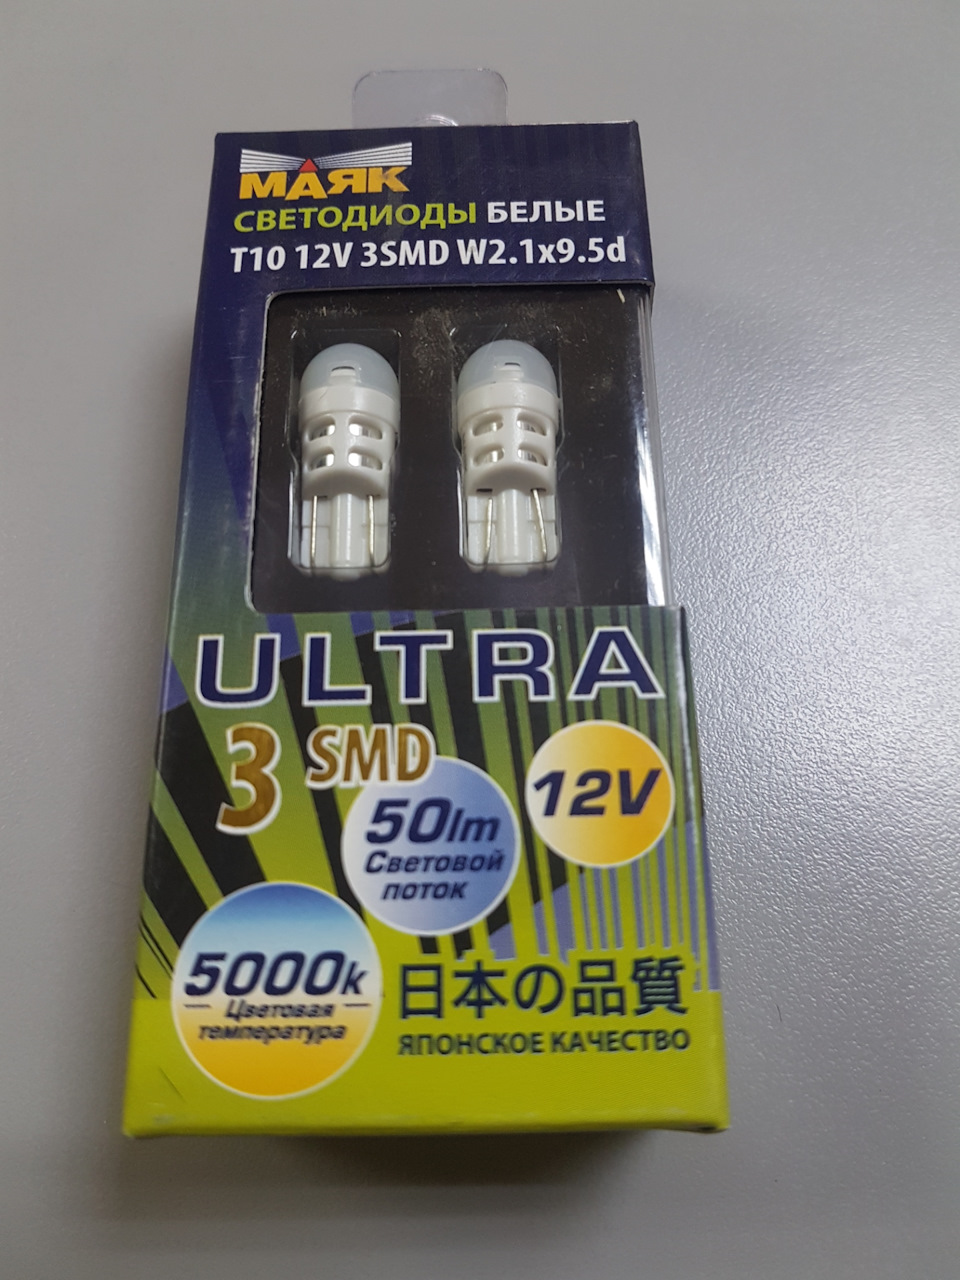 МАЯК
СВЕТОДИОДЫ БЕЛЫЕ
T10 12V 3SMD W2.1x9.5d
ULTRA
3 SMD
12V
50lm
Световой
поток
5000k
Цветовая
температура
日本の品質
ЯПОНСКОЕ КАЧЕСТВО